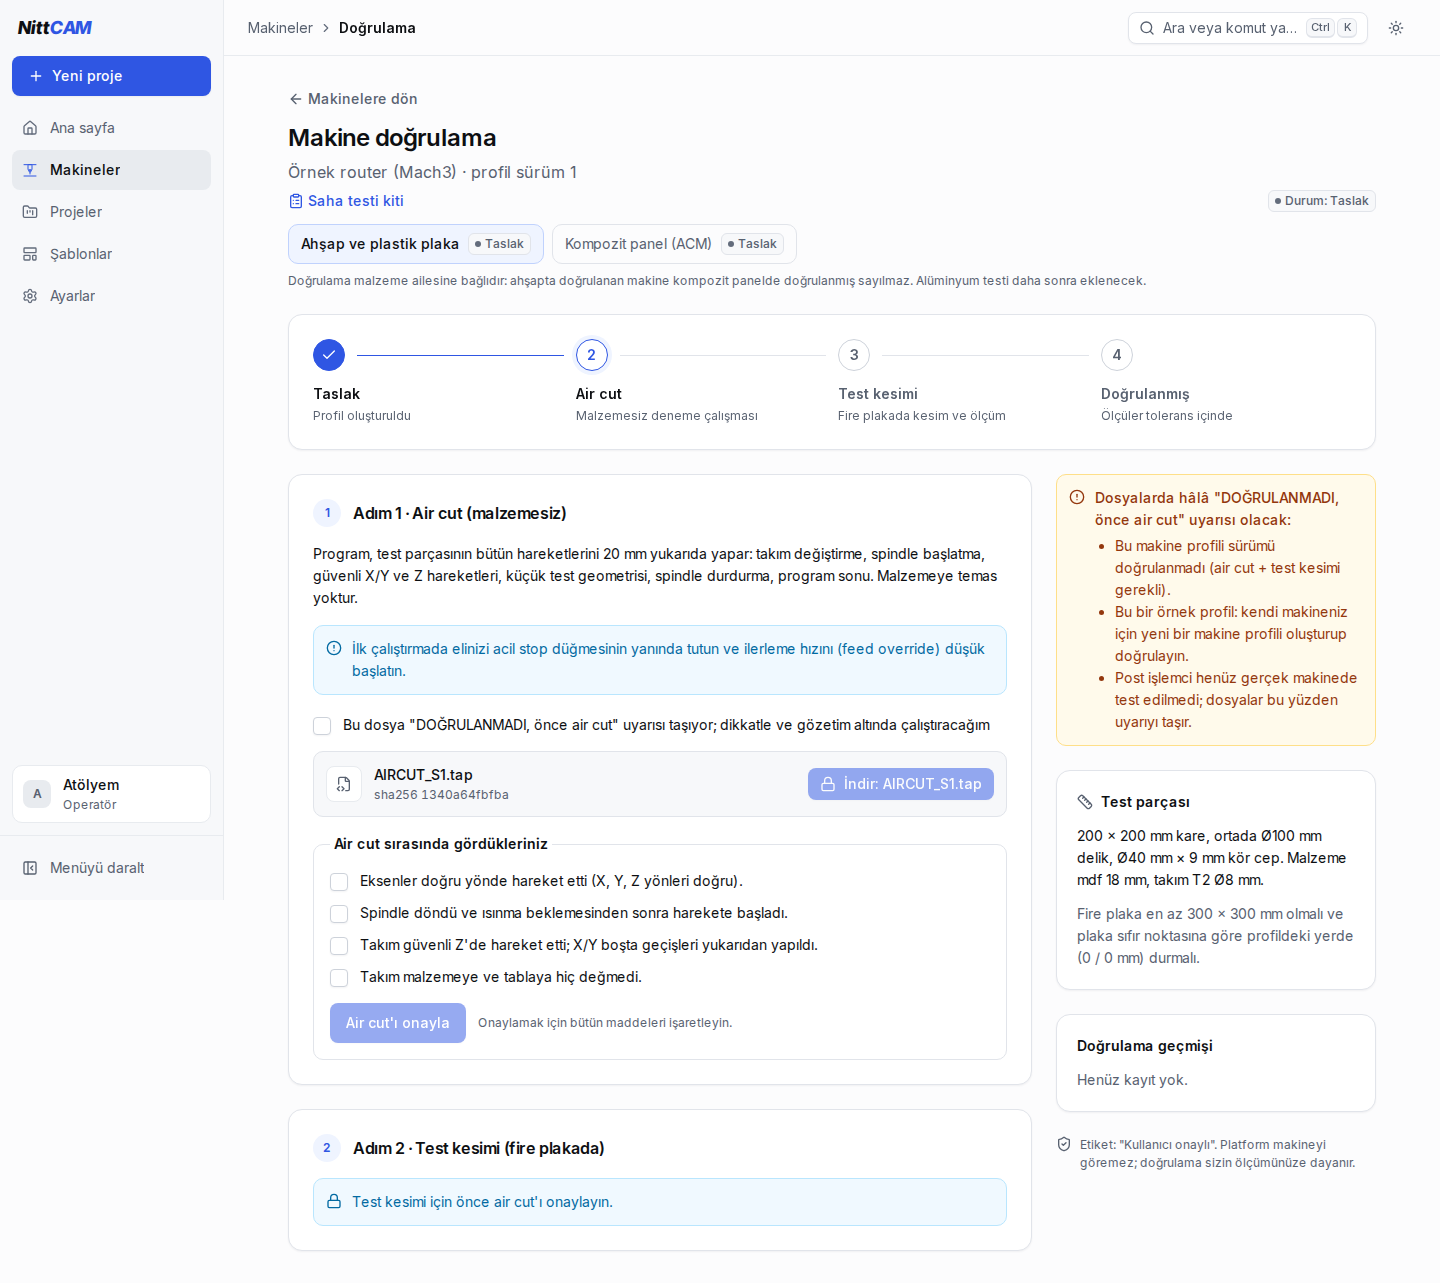 NittCAM
Yeni proje
Ana sayfa
Makineler
Projeler
Şablonlar
Ayarlar
A
Atölyem
Operatör
Menüyü daralt
Makineler > Doğrulama
Ara veya komut ya… Ctrl K
Makinelere dön
Makine doğrulama
Örnek router (Mach3) · profil sürüm 1
Saha testi kiti
Durum: Taslak
Ahşap ve plastik plaka Taslak
Kompozit panel (ACM) Taslak
Doğrulama malzeme ailesine bağlıdır: ahşapta doğrulanan makine kompozit panelde doğrulanmış sayılmaz. Alüminyum testi daha sonra eklenecek.
Taslak
Profil oluşturuldu
2
Air cut
Malzemesiz deneme çalışması
3
Test kesimi
Fire plakada kesim ve ölçüm
4
Doğrulanmış
Ölçüler tolerans içinde
1
Adım 1 · Air cut (malzemesiz)
Program, test parçasının bütün hareketlerini 20 mm yukarıda yapar: takım değiştirme, spindle başlatma,
güvenli X/Y ve Z hareketleri, küçük test geometrisi, spindle durdurma, program sonu. Malzemeye temas
yoktur.
İlk çalıştırmada elinizi acil stop düğmesinin yanında tutun ve ilerleme hızını (feed override) düşük
başlatın.
Bu dosya "DOĞRULANMADI, önce air cut" uyarısı taşıyor; dikkatle ve gözetim altında çalıştıracağım
AIRCUT_S1.tap
sha256 1340a64fbfba
İndir: AIRCUT_S1.tap
Air cut sırasında gördükleriniz
Eksenler doğru yönde hareket etti (X, Y, Z yönleri doğru).
Spindle döndü ve ısınma beklemesinden sonra harekete başladı.
Takım güvenli Z'de hareket etti; X/Y boşta geçişleri yukarıdan yapıldı.
Takım malzemeye ve tablaya hiç değmedi.
Air cut'ı onayla
Onaylamak için bütün maddeleri işaretleyin.
2
Adım 2 · Test kesimi (fire plakada)
Test kesimi için önce air cut'ı onaylayın.
Dosyalarda hâlâ "DOĞRULANMADI,
önce air cut" uyarısı olacak:
• Bu makine profili sürümü
doğrulanmadı (air cut + test kesimi
gerekli).
• Bu bir örnek profil: kendi makineniz
için yeni bir makine profili oluşturup
doğrulayın.
• Post işlemci henüz gerçek makinede
test edilmedi; dosyalar bu yüzden
uyarıyı taşır.
Test parçası
200 × 200 mm kare, ortada Ø100 mm
delik, Ø40 mm × 9 mm kör cep. Malzeme
mdf 18 mm, takım T2 Ø8 mm.
Fire plaka en az 300 × 300 mm olmalı ve
plaka sıfır noktasına göre profildeki yerde
(0 / 0 mm) durmalı.
Doğrulama geçmişi
Henüz kayıt yok.
Etiket: "Kullanıcı onaylı". Platform makineyi
göremez; doğrulama sizin ölçümünüze dayanır.